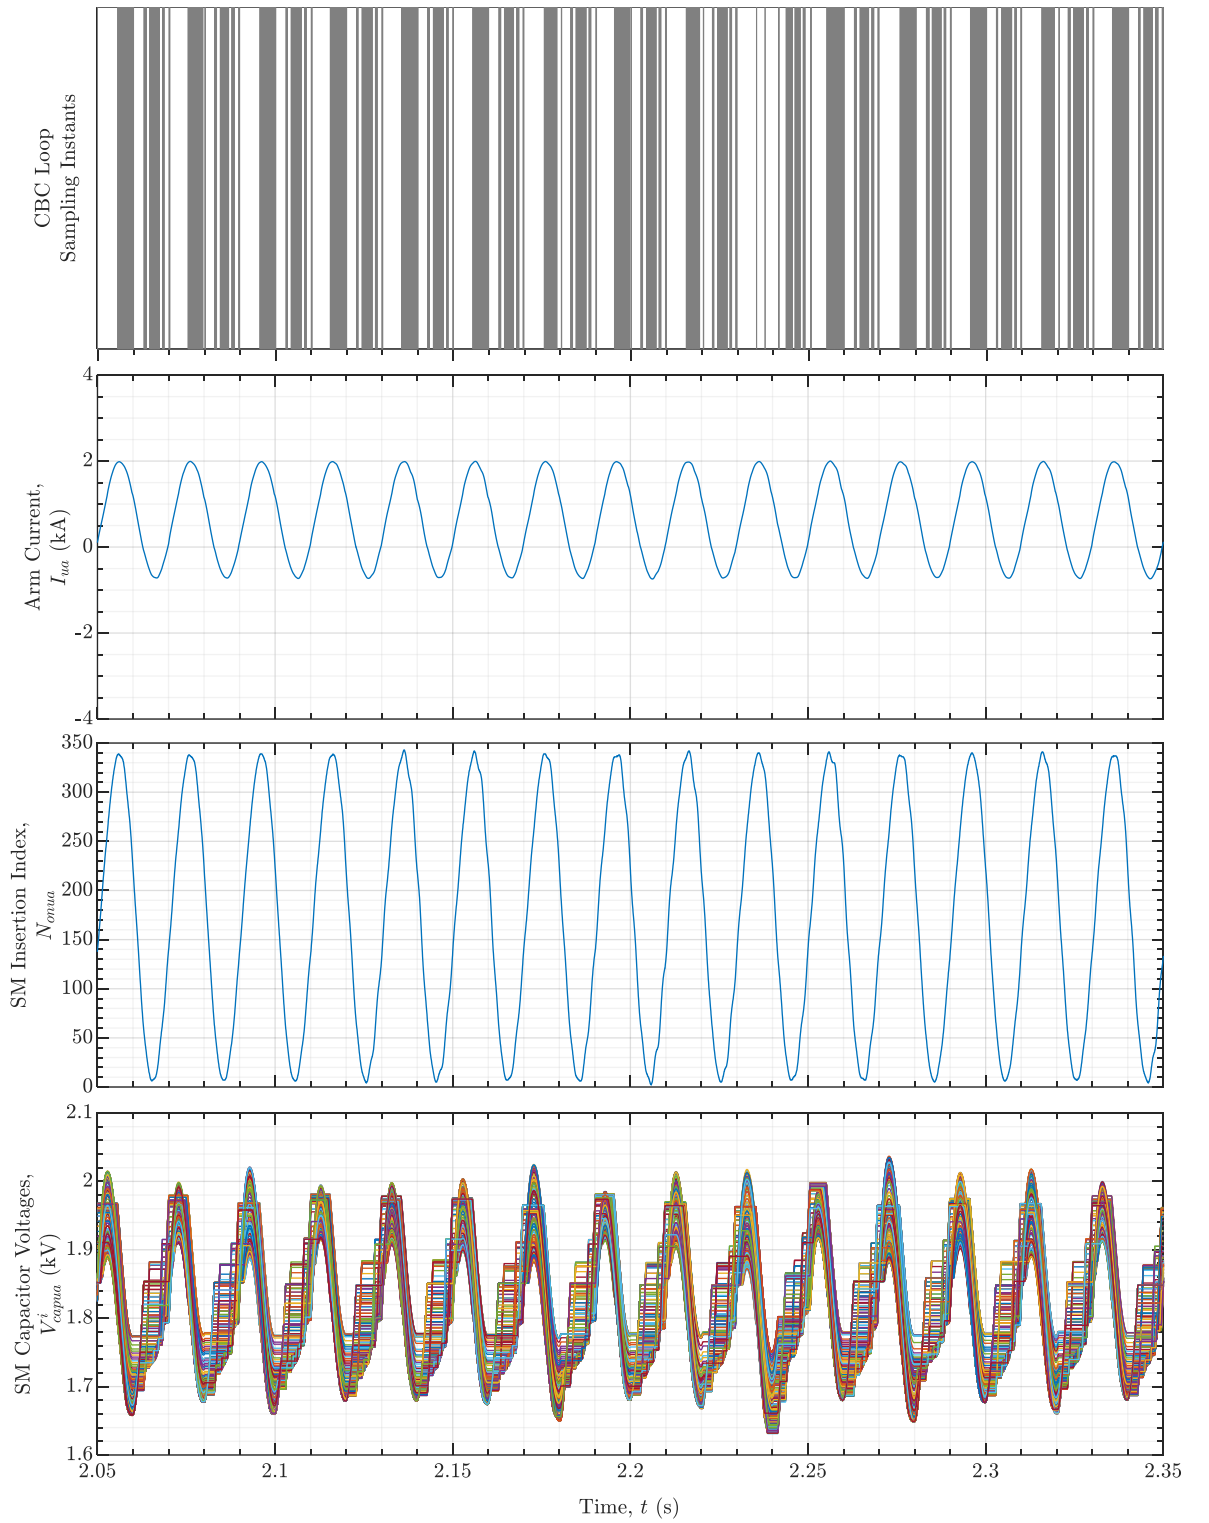 CBC Loop
Sampling Instants
4
2
0
-2
-4
Arm Current,
I_ua (kA)
350
300
250
200
150
100
50
0
SM Insertion Index,
N_onua
2.1
2
1.9
1.8
1.7
1.6
SM Capacitor Voltages,
V^i_capua (kV)
2.05 2.1 2.15 2.2 2.25 2.3 2.35
Time, t (s)